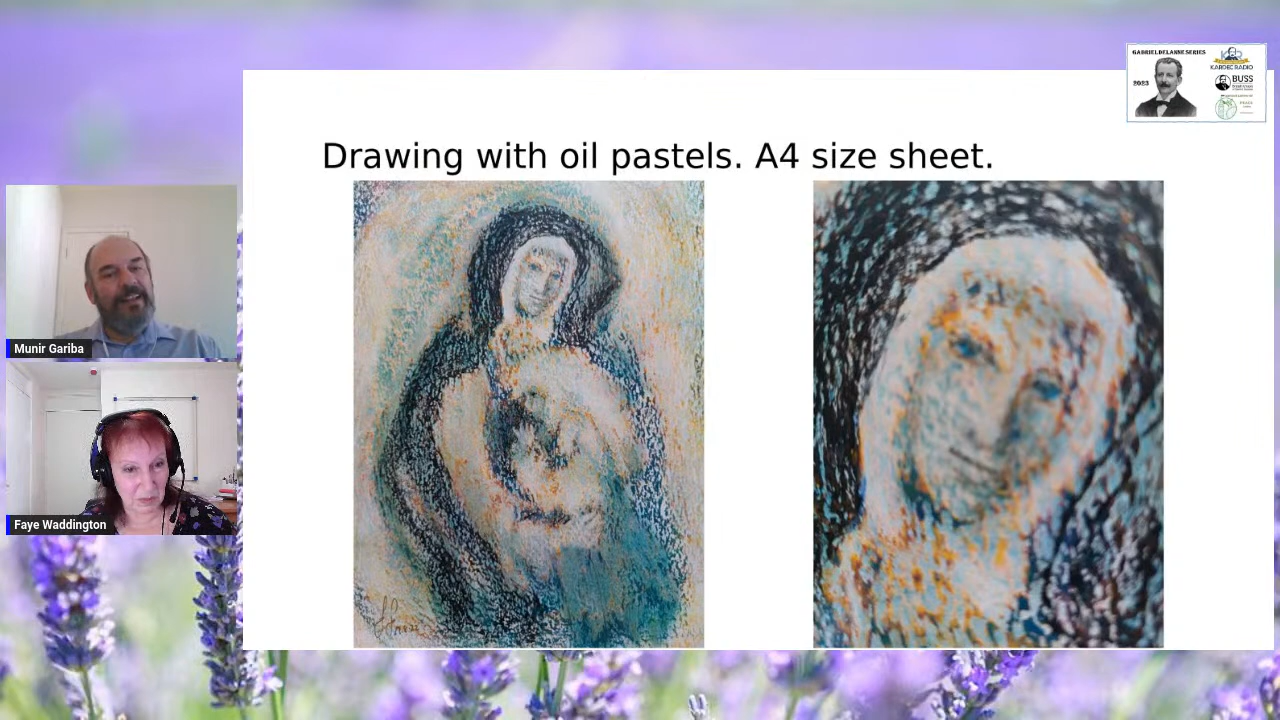 GABRIEL DELANNE SERIES
2023
KARDEC RADIO
BUSS
Drawing with oil pastels. A4 size sheet.
Munir Gariba
Faye Waddington